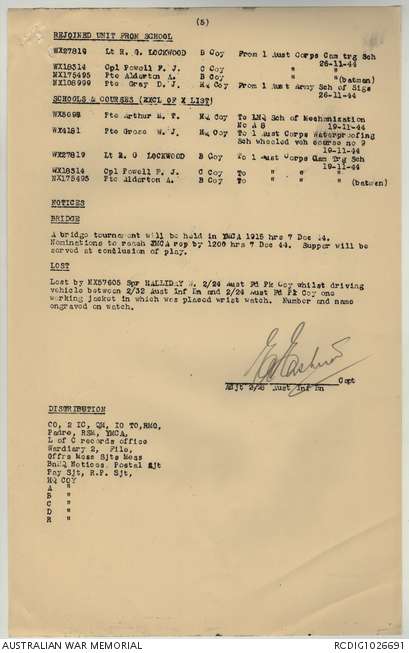 (5)
REJOINED UNIT FROM SCHOOL
WX27819 Lt R. G. LOCKWOOD B Coy From 1 Aust Corps Cam trg Sch
26-11-44
WX18314 Cpl Powell F. J. C Coy " "
NX175495 Pte Alderton A. B Coy " " (batman)
NX108999 Pte Gray D. J. HQ Coy From 1 Aust Army Sch of Sigs
26-11-44
SCHOOLS & COURSES (EXCL OF X LIST)
Pte Arthur H. T. HQ Coy To LHQ Sch of Mechanization
No A 8 19-11-44
WX4181 Pte Groze W. J. HQ Coy To 1 Aust Corps Waterproofing
Sch wheeled veh course no 9
19-11-44
WX27819 Lt R. G LOCKWOOD B Coy To 1 Aust Corps Cam Trg Sch
19-11-44
WX18314 Cpl Powell F. J. C Coy To " " "
NX175495 Pte Alderton A. B Coy To " " " (batman)
NOTICES
BRIDGE
A bridge tournament will be held in YMCA 1915 hrs 7 Dec 44.
Nominations to reach YMCA rep by 1200 hrs 7 Dec 44. Supper will be
served at conclusion of play.
LOST
Lost by NX57605 Spr HALLIDAY W. 2/24 Aust Fd Pk Coy whilst driving
vehicle between 2/32 Aust Inf Bn and 2/24 Aust Fd Pk Coy one
working jacket in which was placed wrist watch. Number and name
engraved on watch.
Capt
Adjt 2/28 Aust Inf Bn
DISTRIBUTION
CO, 2 IC, QM, IO TO, RMO,
Padre, RSM, YMCA,
L of C records office
Wardiary 2, File,
Offrs Mess Sjts Mess
BnHQ Notices. Postal Sjt
Pay Sjt, R.P. Sjt,
HQ COY
A "
B "
C "
D "
R "
AUSTRALIAN WAR MEMORIAL RCDIG1026691